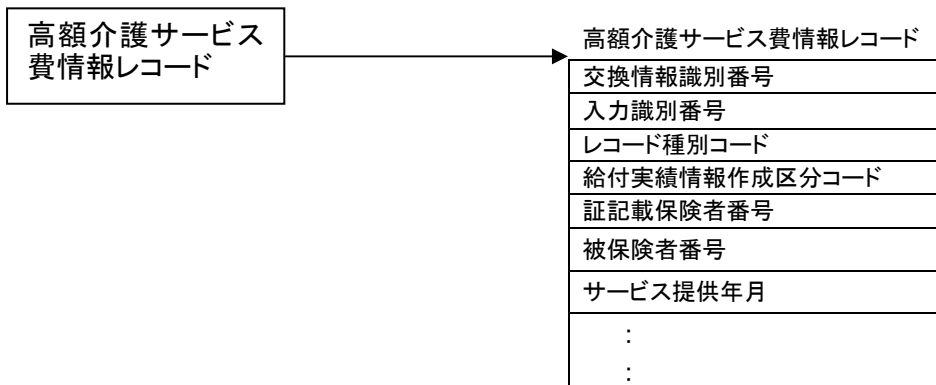 高額介護サービス
費情報レコード
高額介護サービス費情報レコード
交換情報識別番号
入力識別番号
レコード種別コード
給付実績情報作成区分コード
証記載保険者番号
被保険者番号
サービス提供年月
:
: